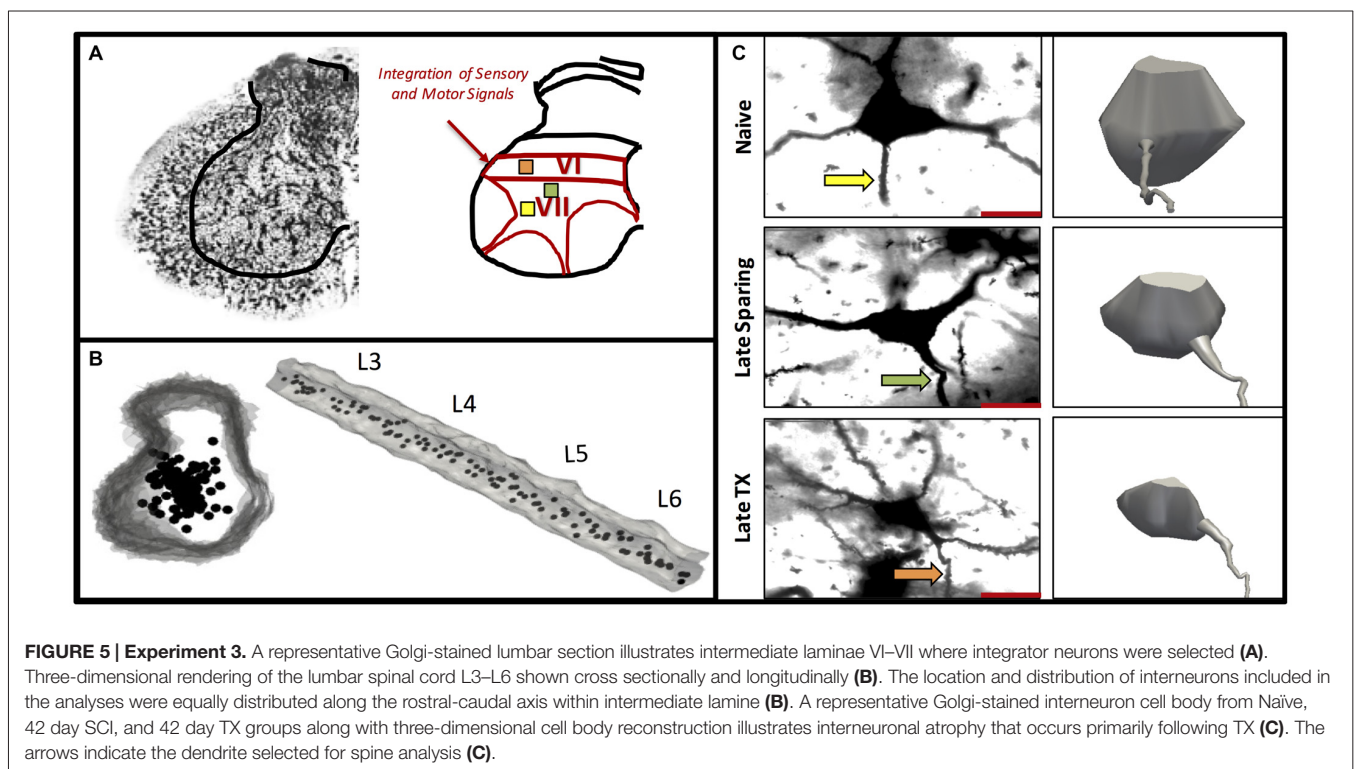 A
Integration of Sensory
and Motor Signals
VI
VII
B
L3
L4
L5
L6
C
Naive
Late Sparing
Late TX
FIGURE 5 | Experiment 3. A representative Golgi-stained lumbar section illustrates intermediate laminae VI–VII where integrator neurons were selected (A).
Three-dimensional rendering of the lumbar spinal cord L3–L6 shown cross sectionally and longitudinally (B). The location and distribution of interneurons included in
the analyses were equally distributed along the rostral-caudal axis within intermediate lamine (B). A representative Golgi-stained interneuron cell body from Naïve,
42 day SCI, and 42 day TX groups along with three-dimensional cell body reconstruction illustrates interneuronal atrophy that occurs primarily following TX (C). The
arrows indicate the dendrite selected for spine analysis (C).